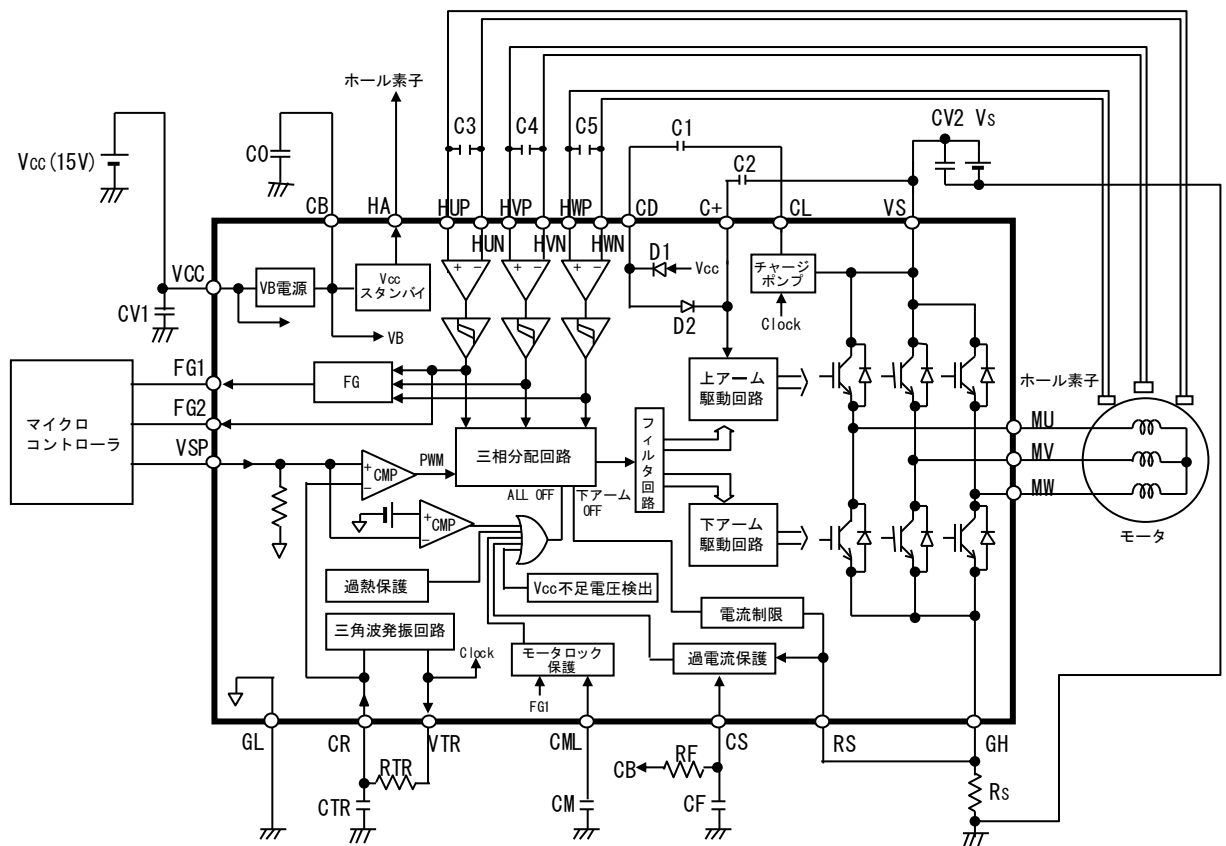 ホール素子
C3
C4
C5
C1
CV2
Vs
Vcc(15V)
C0
C2
CB
HA
HUP
HVP
HWP
CD
C+
CL
VS
HUN
HVN
HWN
VCC
VB電源
Vcc
スタンバイ
D1
Vcc
チャージ
ポンプ
CV1
VB
D2
Clock
FG1
FG
上アーム
駆動回路
ホール素子
FG2
マイクロ
コントローラ
フィルタ回路
MU
VSP
三相分配回路
MV
CMP
PWM
MW
ALL OFF
下アーム
OFF
CMP
下アーム
駆動回路
モータ
過熱保護
Vcc不足電圧検出
電流制限
三角波発振回路
Clock
モータロック
保護
過電流保護
FG1
GL
CR
VTR
CML
CS
RS
GH
RTR
CB
RF
Rs
CTR
CM
CF